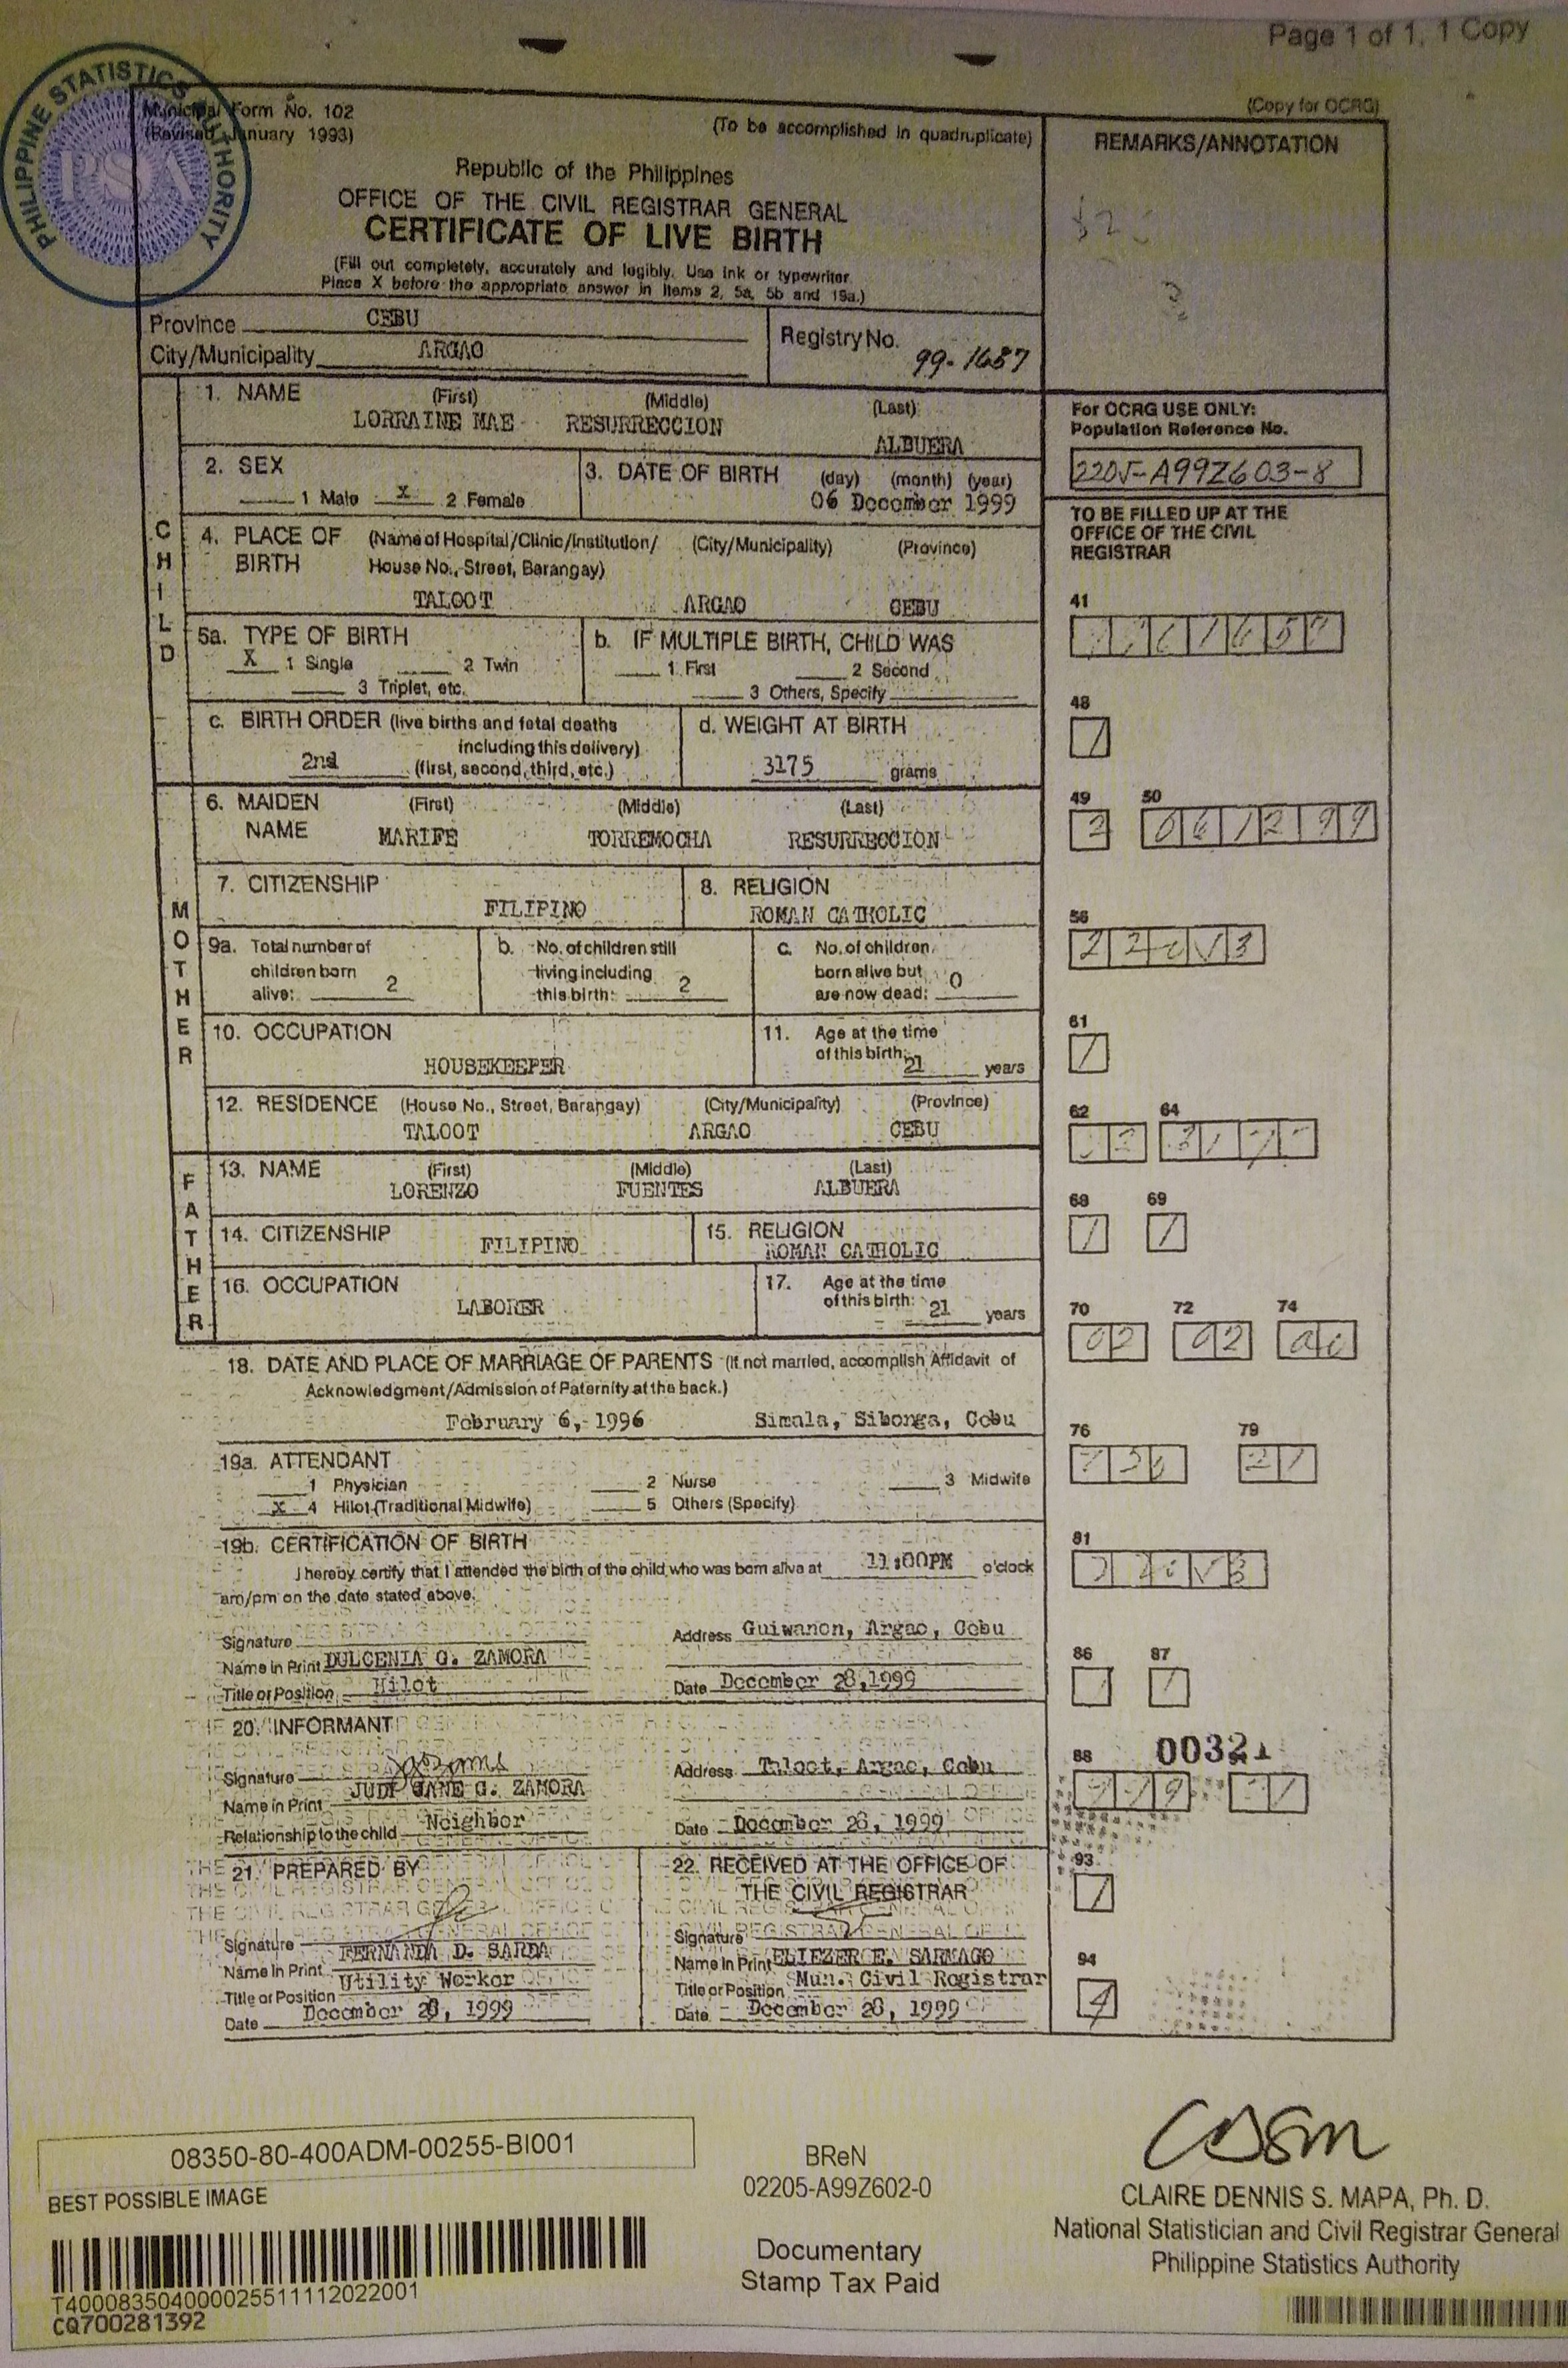 Page 1 of 1, 1 Copy
PHILIPPINE STATISTICS AUTHORITY
PSA
(Copy for OCRG)
Municipal Form No. 102
(Revised January 1993)
(To be accomplished in quadruplicate)
REMARKS/ANNOTATION
Republic of the Philippines
OFFICE OF THE CIVIL REGISTRAR GENERAL
CERTIFICATE OF LIVE BIRTH
(Fill out completely, accurately and legibly. Use ink or typewriter.
Place X before the appropriate answer in items 2, 5a, 5b and 19a.)
Province CEBU
City/Municipality ARGAO
Registry No. 99-1687
CHILD
1. NAME (First) (Middle) (Last)
LORRAINE MAE RESURRECCION ALBUERA
For OCRG USE ONLY:
Population Reference No.
220V-A99Z603-8
2. SEX
1 Male X 2 Female
3. DATE OF BIRTH (day) (month) (year)
06 December 1999
TO BE FILLED UP AT THE
OFFICE OF THE CIVIL
REGISTRAR
4. PLACE OF BIRTH (Name of Hospital/Clinic/Institution/ (City/Municipality) (Province)
House No., Street, Barangay)
TALOOT ARGAO CEBU
41
5a. TYPE OF BIRTH
X 1 Single 2 Twin
3 Triplet, etc.
b. IF MULTIPLE BIRTH, CHILD WAS
1 First 2 Second
3 Others, Specify
48
c. BIRTH ORDER (live births and fetal deaths
including this delivery)
2nd (first, second, third, etc.)
d. WEIGHT AT BIRTH
3175 grams
MOTHER
6. MAIDEN NAME (First) (Middle) (Last)
MARIFE TORREMOCHA RESURRECCION
49 50
2 061299
7. CITIZENSHIP
FILIPINO
8. RELIGION
ROMAN CATHOLIC
56
9a. Total number of
children born
alive: 2
b. No. of children still
living including
this birth: 2
c. No. of children
born alive but
are now dead: 0
10. OCCUPATION
HOUSEKEEPER
11. Age at the time
of this birth: 21 years
61
12. RESIDENCE (House No., Street, Barangay) (City/Municipality) (Province)
TALOOT ARGAO CEBU
62 64
FATHER
13. NAME (First) (Middle) (Last)
LORENZO FUENTES ALBUERA
68 69
14. CITIZENSHIP
FILIPINO
15. RELIGION
ROMAN CATHOLIC
16. OCCUPATION
LABORER
17. Age at the time
of this birth: 21 years
70 72 74
18. DATE AND PLACE OF MARRIAGE OF PARENTS (If not married, accomplish Affidavit of
Acknowledgment/Admission of Paternity at the back.)
February 6, 1996 Simala, Sibonga, Cebu
76 79
19a. ATTENDANT
1 Physician 2 Nurse 3 Midwife
X 4 Hilot (Traditional Midwife) 5 Others (Specify)
19b. CERTIFICATION OF BIRTH
I hereby certify that I attended the birth of the child who was born alive at 11:00PM o'clock
am/pm on the date stated above.
81
Signature
Name in Print DULCENIA G. ZAMORA
Title or Position Hilot
Address Guiwanon, Argao, Cebu
Date December 28, 1999
86 87
20. INFORMANT
Signature
Name in Print JUDY JANE G. ZAMORA
Relationship to the child Neighbor
Address Taloot, Argao, Cebu
Date December 28, 1999
88 00321
21. PREPARED BY
Signature
Name in Print FERNANDA D. SARDA
Title or Position Utility Worker
Date December 28, 1999
22. RECEIVED AT THE OFFICE OF
THE CIVIL REGISTRAR
Signature
Name in Print ELIEZER E. SARMAGO
Title or Position Mun. Civil Registrar
Date December 28, 1999
93
94
08350-80-400ADM-00255-BI001
BEST POSSIBLE IMAGE
T400083504000025511112022001
CQ700281392
BReN
02205-A99Z602-0
Documentary
Stamp Tax Paid
CLAIRE DENNIS S. MAPA, Ph. D.
National Statistician and Civil Registrar General
Philippine Statistics Authority